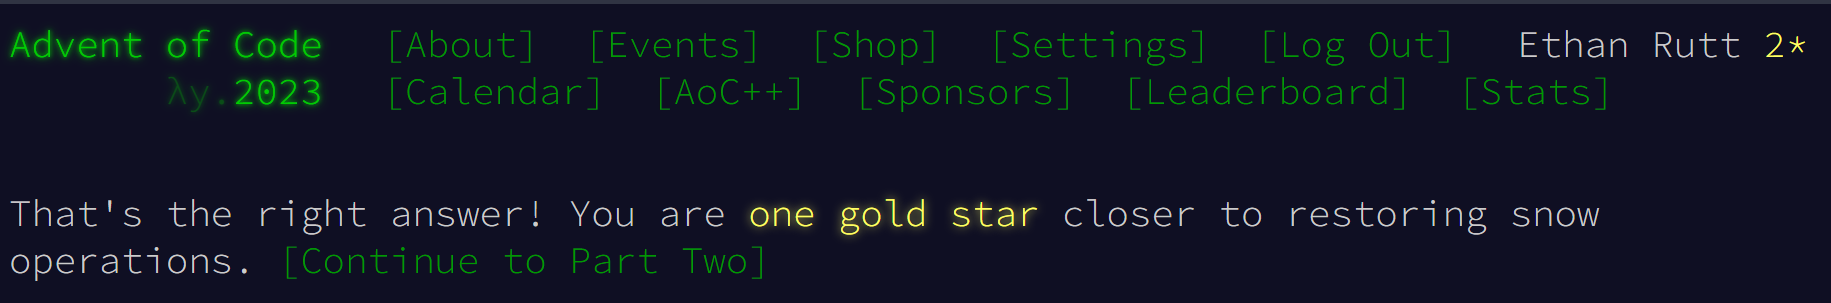 Advent of Code [About] [Events] [Shop] [Settings] [Log Out] Ethan Rutt 2*
λy.2023 [Calendar] [AoC++] [Sponsors] [Leaderboard] [Stats]
That's the right answer! You are one gold star closer to restoring snow
operations. [Continue to Part Two]